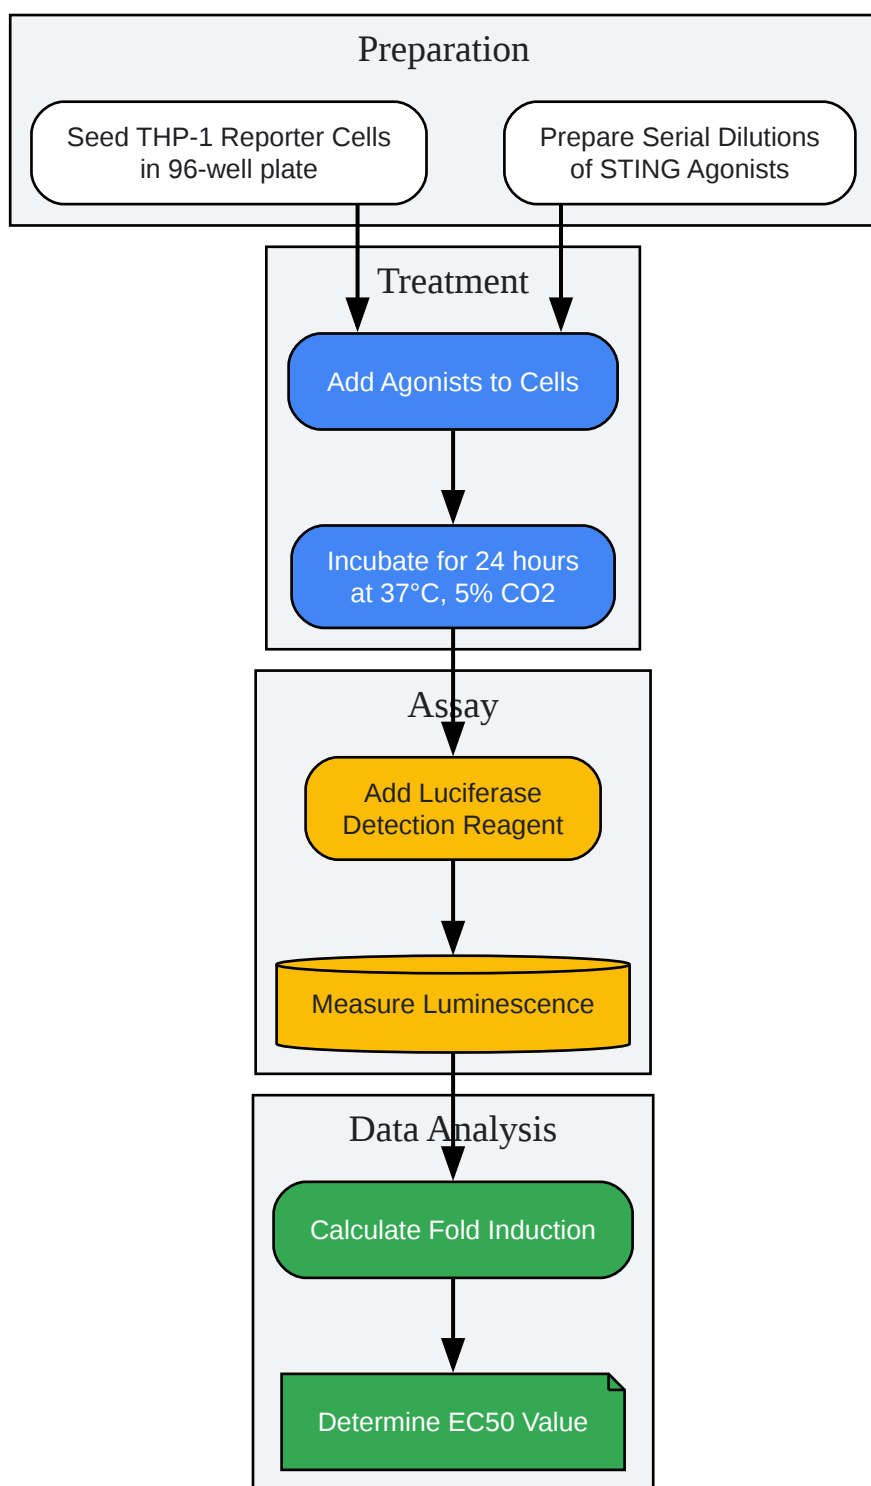 Preparation
Seed THP-1 Reporter Cells
in 96-well plate
Prepare Serial Dilutions
of STING Agonists
Treatment
Add Agonists to Cells
Incubate for 24 hours
at 37°C, 5% CO2
Assay
Add Luciferase
Detection Reagent
Measure Luminescence
Data Analysis
Calculate Fold Induction
Determine EC50 Value